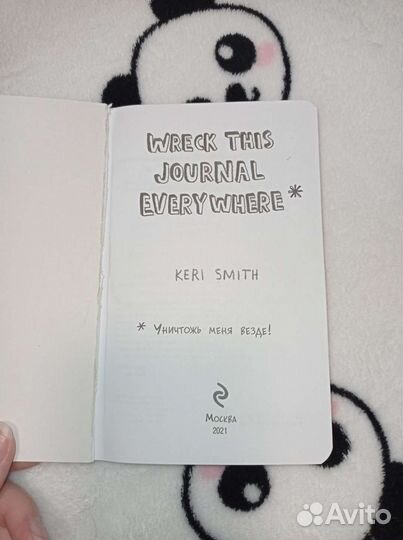 WRECK THIS
JOURNAL
EVERYWHERE*
KERI SMITH
* Уничтожь меня везде!
Москва
2021
Avito